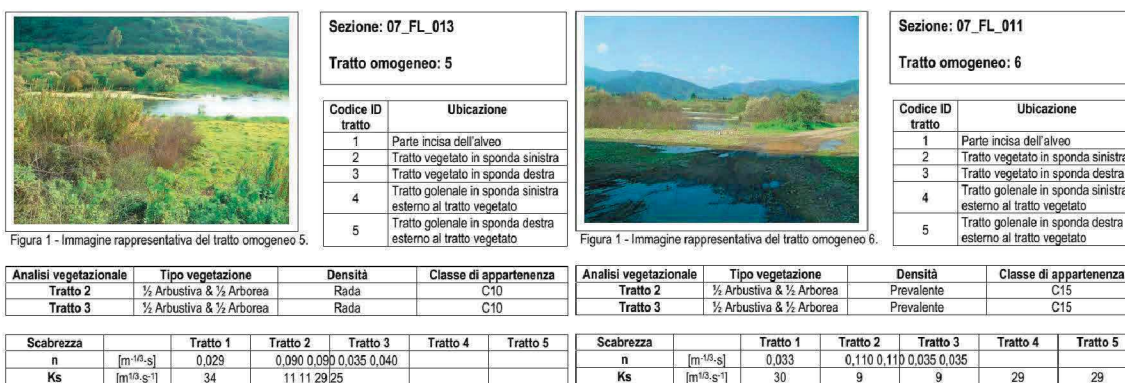 Sezione: 07_FL_013
Tratto omogeneo: 5
Codice ID tratto Ubicazione
1 Parte incisa dell'alveo
2 Tratto vegetato in sponda sinistra
3 Tratto vegetato in sponda destra
4 Tratto golenale in sponda sinistra esterno al tratto vegetato
5 Tratto golenale in sponda destra esterno al tratto vegetato
Figura 1 - Immagine rappresentativa del tratto omogeneo 5.
Analisi vegetazionale Tipo vegetazione Densità Classe di appartenenza
Tratto 2 ½ Arbustiva & ½ Arborea Rada C10
Tratto 3 ½ Arbustiva & ½ Arborea Rada C10
Scabrezza Tratto 1 Tratto 2 Tratto 3 Tratto 4 Tratto 5
n [m-1/3·s] 0,029 0,090 0,090 0,035 0,040
Ks [m1/3·s-1] 34 11 11 29 25
Sezione: 07_FL_011
Tratto omogeneo: 6
Codice ID tratto Ubicazione
1 Parte incisa dell'alveo
2 Tratto vegetato in sponda sinistra
3 Tratto vegetato in sponda destra
4 Tratto golenale in sponda sinistra esterno al tratto vegetato
5 Tratto golenale in sponda destra esterno al tratto vegetato
Figura 1 - Immagine rappresentativa del tratto omogeneo 6.
Analisi vegetazionale Tipo vegetazione Densità Classe di appartenenza
Tratto 2 ½ Arbustiva & ½ Arborea Prevalente C15
Tratto 3 ½ Arbustiva & ½ Arborea Prevalente C15
Scabrezza Tratto 1 Tratto 2 Tratto 3 Tratto 4 Tratto 5
n [m-1/3·s] 0,033 0,110 0,110 0,035 0,035
Ks [m1/3·s-1] 30 9 9 29 29